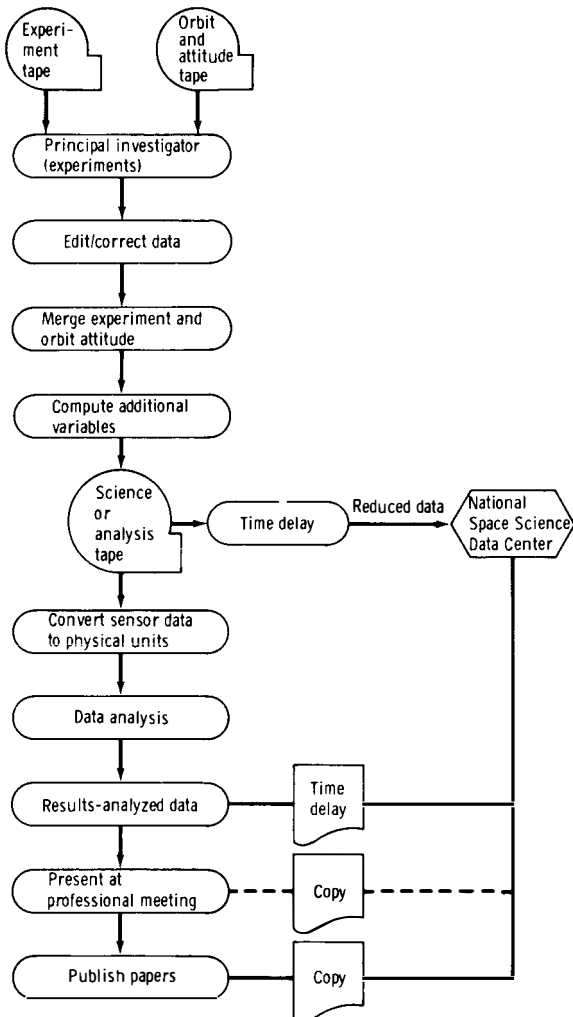 Experi-
ment
tape
Orbit
and
attitude
tape
Principal investigator
(experiments)
Edit/correct data
Merge experiment and
orbit attitude
Compute additional
variables
Science
or
analysis
tape
Time delay
Reduced data
National
Space Science
Data Center
Convert sensor data
to physical units
Data analysis
Results-analyzed data
Time
delay
Present at
professional meeting
Copy
Publish papers
Copy